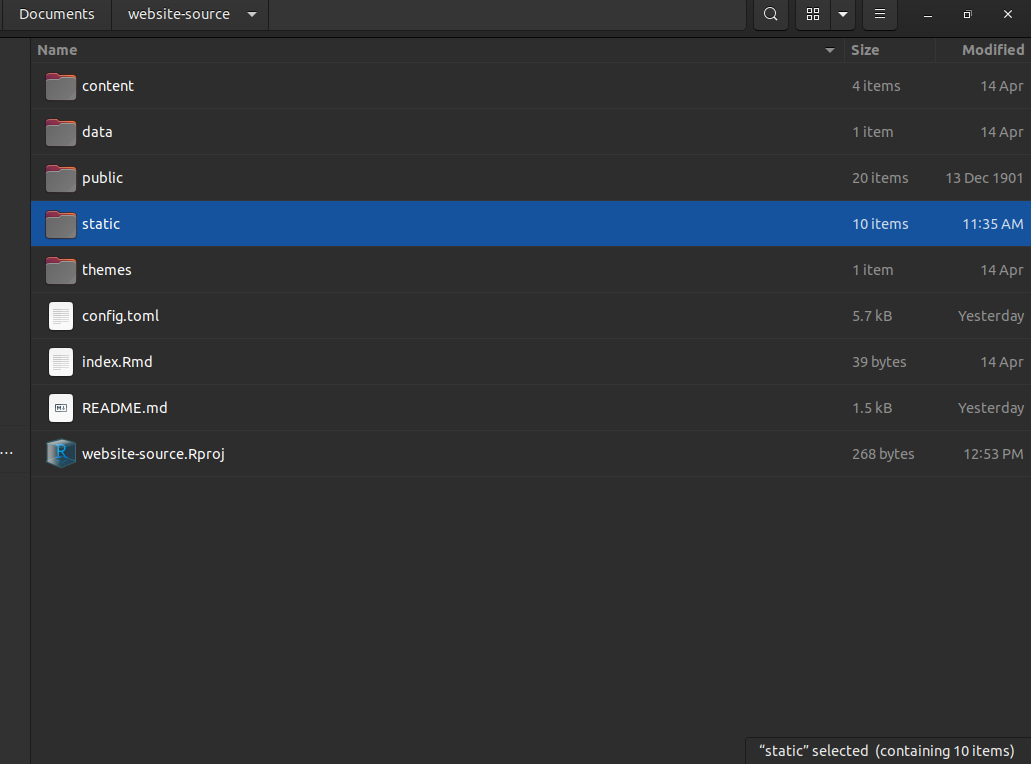 Documents website-source
Name Size Modified
content 4 items 14 Apr
data 1 item 14 Apr
public 20 items 13 Dec 1901
static 10 items 11:35 AM
themes 1 item 14 Apr
config.toml 5.7 kB Yesterday
index.Rmd 39 bytes 14 Apr
M↓ README.md 1.5 kB Yesterday
... R website-source.Rproj 268 bytes 12:53 PM
“static” selected (containing 10 items)